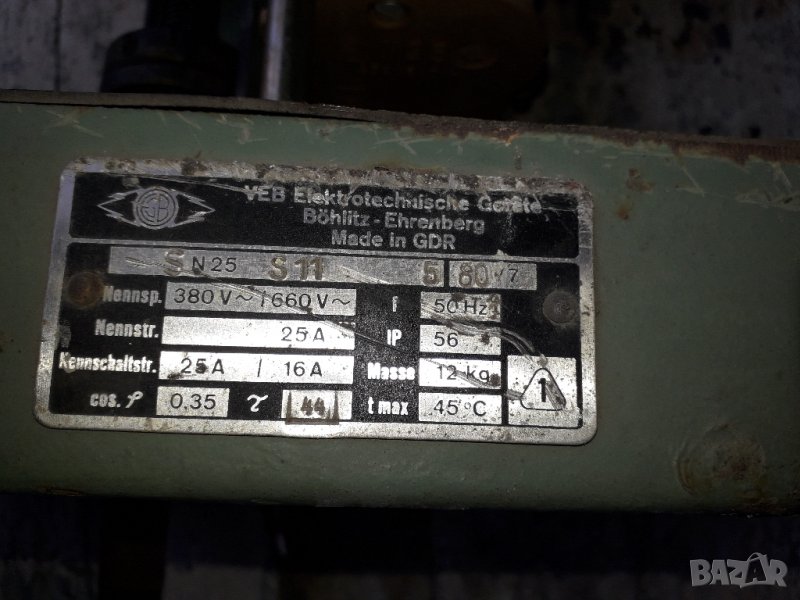 VEB Elektrotechnische Geräte
Böhlitz - Ehrenberg
Made in GDR
S N25 S11 5 80 V7
Nennsp. 380 V~ / 660 V~ f 50 Hz
Nennstr. 25 A IP 56
Kennschaltstr. 25 A / 16 A Masse 12 kg
cos. φ 0,35 τ 44 t max 45 °C
1
BAZAR